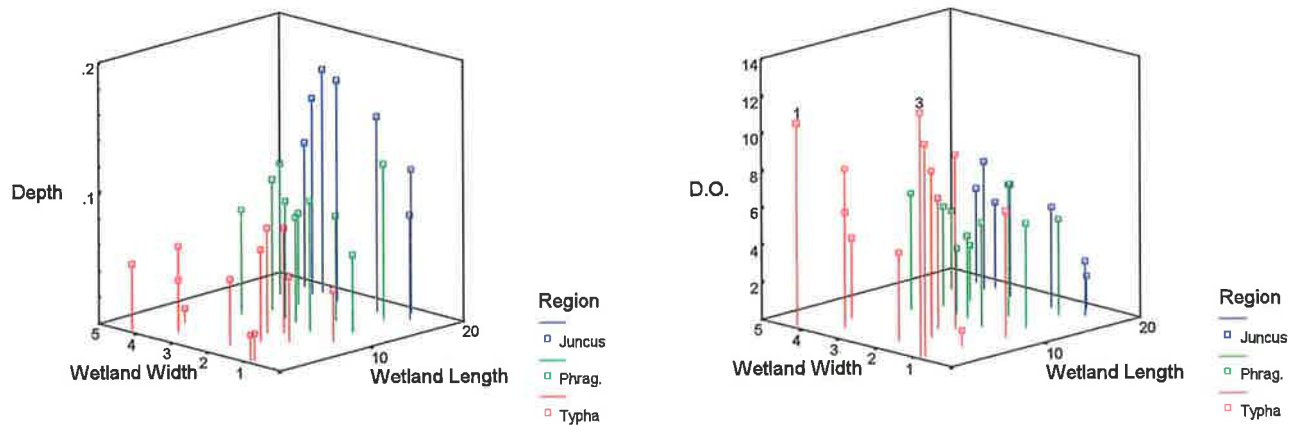 .2
Depth
.1
5
4
3
2
1
Wetland Width
10
20
Wetland Length
Region
Juncus
Phrag.
Typha
14
12
10
8
6
4
2
D.O.
1
3
5
4
3
2
1
Wetland Width
10
20
Wetland Length
Region
Juncus
Phrag.
Typha